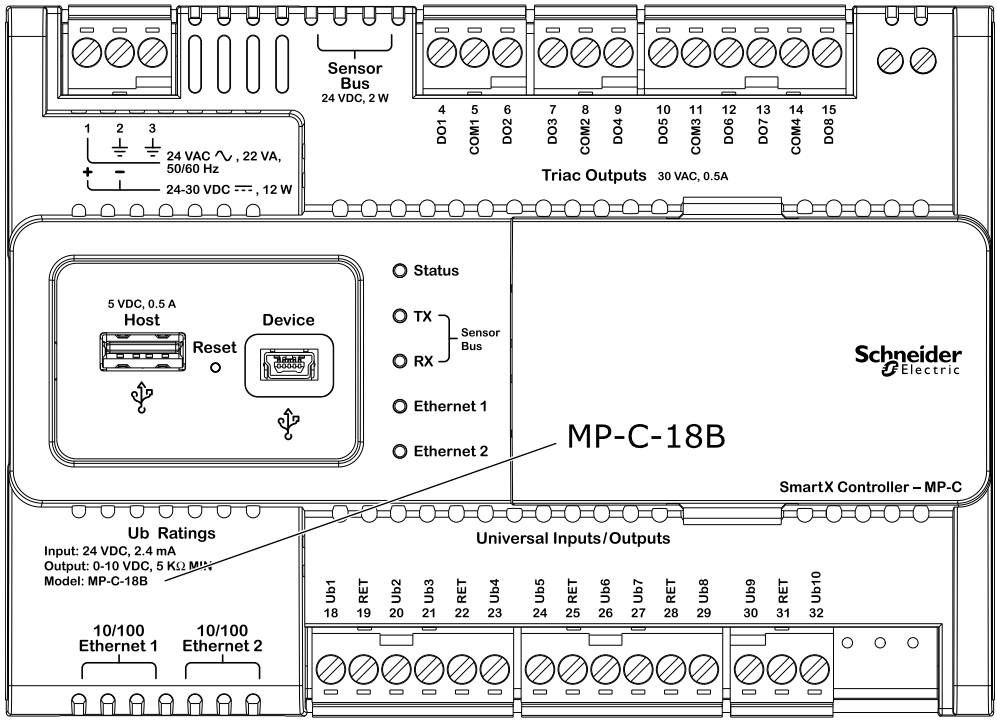 Sensor
Bus
24 VDC, 2 W
4 5 6 7 8 9 10 11 12 13 14 15
DO1 COM1 DO2 DO3 COM2 DO4 DO5 COM3 DO6 DO7 COM4 DO8
Triac Outputs 30 VAC, 0.5A
1 2 3
24 VAC ∿, 22 VA,
50/60 Hz
+ −
24-30 VDC ⎓, 12 W
5 VDC, 0.5 A
Host
Reset
Device
Status
TX
RX
Sensor
Bus
Ethernet 1
Ethernet 2
Schneider
Electric
MP-C-18B
SmartX Controller – MP-C
Ub Ratings
Input: 24 VDC, 2.4 mA
Output: 0-10 VDC, 5 KΩ MIN
Model: MP-C-18B
Universal Inputs/Outputs
Ub1 RET Ub2 Ub3 RET Ub4 Ub5 RET Ub6 Ub7 RET Ub8 Ub9 RET Ub10
18 19 20 21 22 23 24 25 26 27 28 29 30 31 32
10/100
Ethernet 1
10/100
Ethernet 2